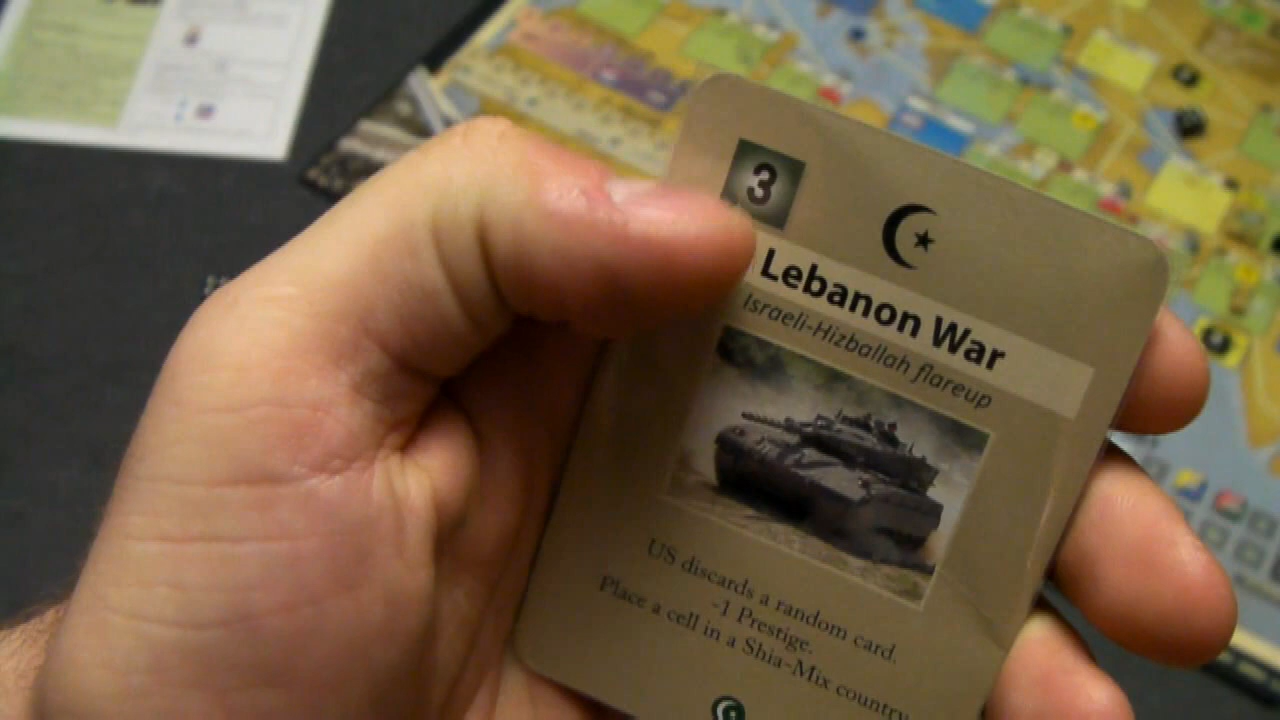 3
Lebanon War
Israeli-Hizballah flareup
US discards a random card.
-1 Prestige.
Place a cell in a Shia-Mix country